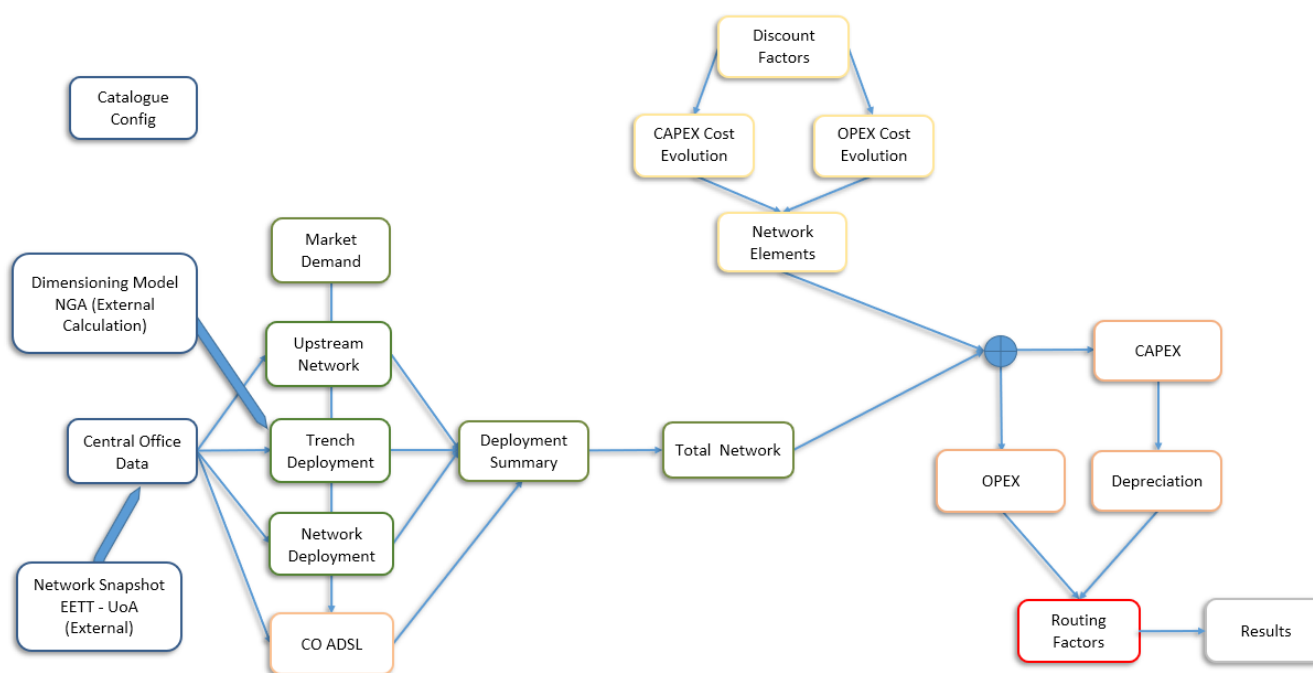 Discount
Factors
Catalogue
Config
CAPEX Cost
Evolution
OPEX Cost
Evolution
Market
Demand
Network
Elements
Dimensioning Model
NGA (External
Calculation)
Upstream
Network
CAPEX
Central Office
Data
Trench
Deployment
Deployment
Summary
Total Network
OPEX
Depreciation
Network
Deployment
Network Snapshot
EETT - UoA
(External)
CO ADSL
Routing
Factors
Results